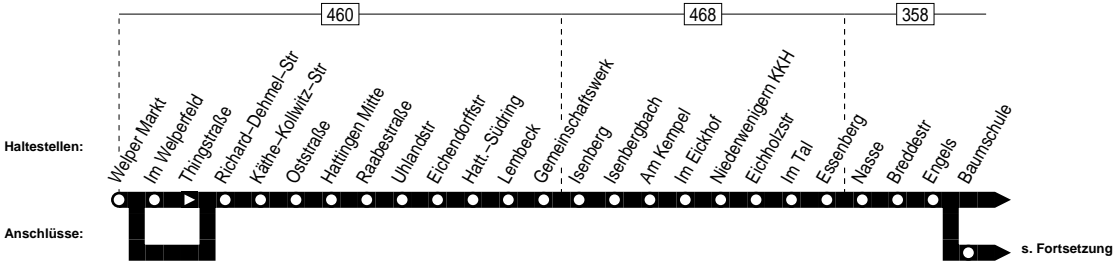 460 468 358
Haltestellen:
Welper Markt
Im Welperfeld
Thingstraße
Richard–Dehmel–Str
Käthe–Kollwitz–Str
Oststraße
Hattingen Mitte
Raabestraße
Uhlandstr
Eichendorffstr
Hatt.–Südring
Lembeck
Gemeinschaftswerk
Isenberg
Isenbergbach
Am Kempel
Im Eickhof
Niederwenigern KKH
Eichholzstr
Im Tal
Essenberg
Nasse
Breddestr
Engels
Baumschule
Anschlüsse:
s. Fortsetzung